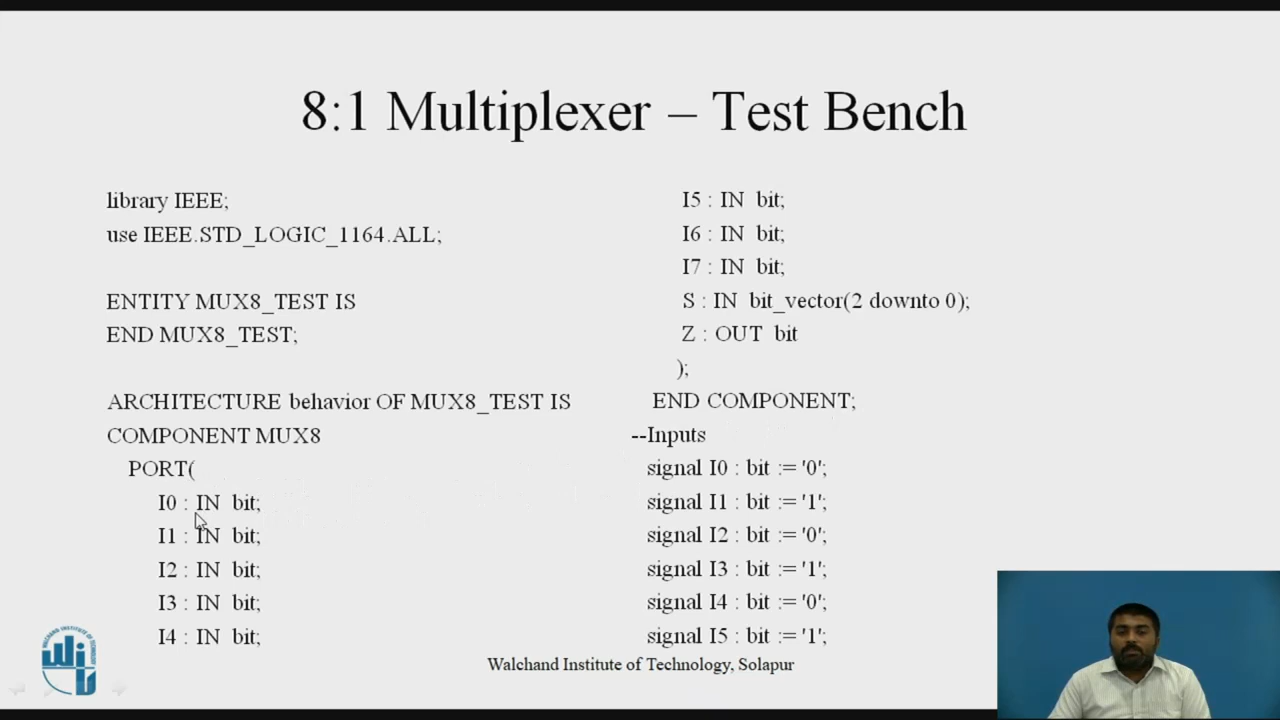 8:1 Multiplexer – Test Bench
library IEEE;
use IEEE.STD_LOGIC_1164.ALL;
ENTITY MUX8_TEST IS
END MUX8_TEST;
ARCHITECTURE behavior OF MUX8_TEST IS
COMPONENT MUX8
PORT(
I0 : IN bit;
I1 : IN bit;
I2 : IN bit;
I3 : IN bit;
I4 : IN bit;
I5 : IN bit;
I6 : IN bit;
I7 : IN bit;
S : IN bit_vector(2 downto 0);
Z : OUT bit
);
END COMPONENT;
--Inputs
signal I0 : bit := '0';
signal I1 : bit := '1';
signal I2 : bit := '0';
signal I3 : bit := '1';
signal I4 : bit := '0';
signal I5 : bit := '1';
Walchand Institute of Technology, Solapur